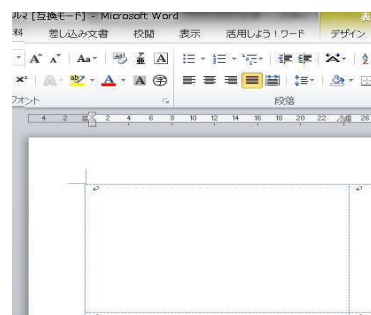 ルマ [互換モード] - Microsoft Word
料 差し込み文書 校閲 表示 活用しよう！ワード デザイン
フォント 段落
4 2 2 4 6 8 10 12 14 16 18 20 22 26